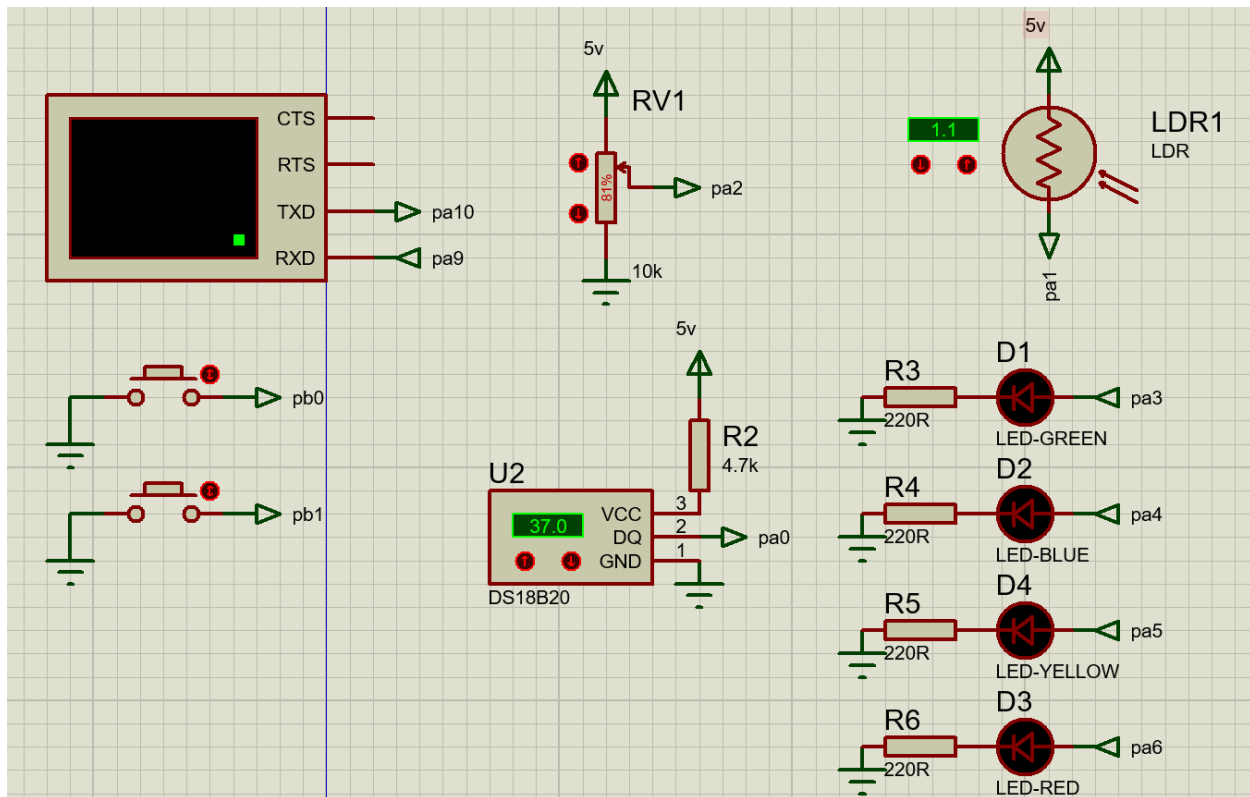 CTS
RTS
TXD
RXD
pa10
pa9
5v
RV1
81%
pa2
10k
5v
1.1
LDR1
LDR
pa1
pb0
pb1
5v
R2
4.7k
U2
37.0
VCC
DQ
GND
3
2
1
pa0
DS18B20
R3
220R
D1
LED-GREEN
pa3
R4
220R
D2
LED-BLUE
pa4
R5
220R
D4
LED-YELLOW
pa5
R6
220R
D3
LED-RED
pa6